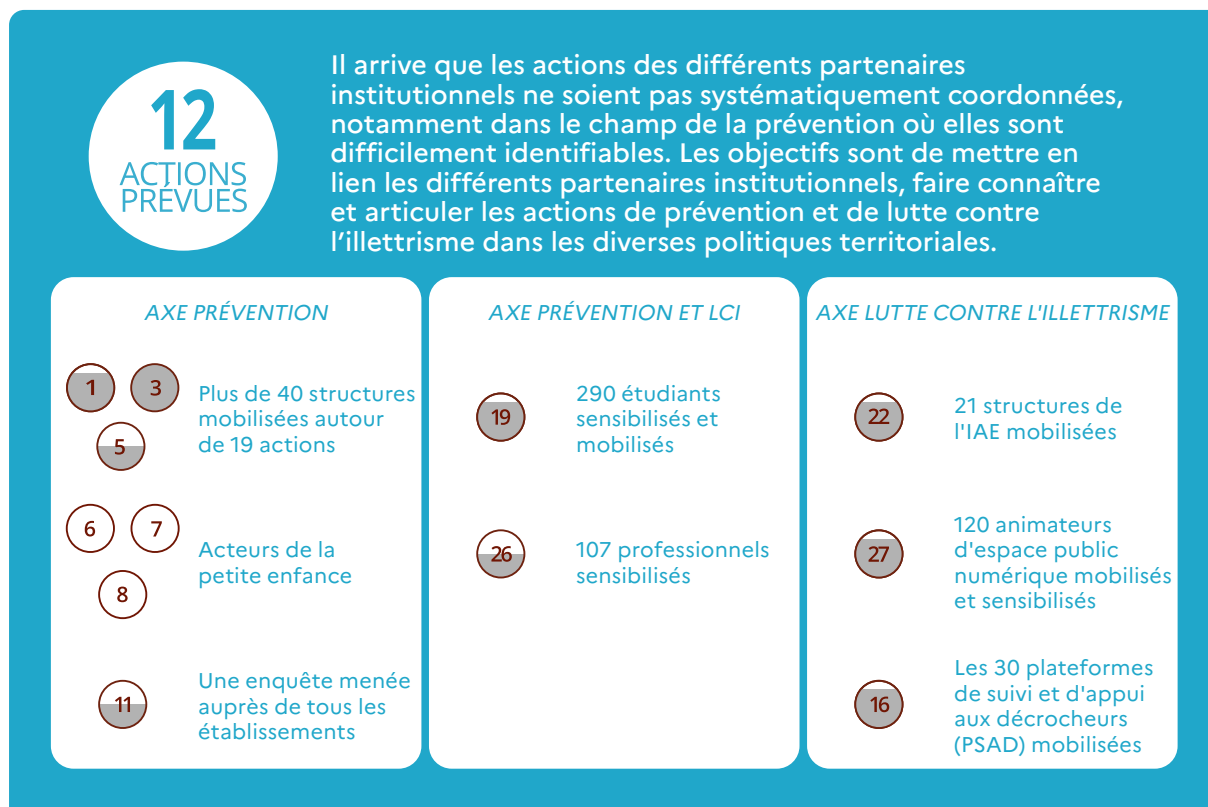 12
ACTIONS
PRÉVUES
Il arrive que les actions des différents partenaires
institutionnels ne soient pas systématiquement coordonnées,
notamment dans le champ de la prévention où elles sont
difficilement identifiables. Les objectifs sont de mettre en
lien les différents partenaires institutionnels, faire connaître
et articuler les actions de prévention et de lutte contre
l'illettrisme dans les diverses politiques territoriales.
AXE PRÉVENTION
1
3
5
Plus de 40 structures
mobilisées autour
de 19 actions
6
7
8
Acteurs de la
petite enfance
11
Une enquête menée
auprès de tous les
établissements
AXE PRÉVENTION ET LCI
19
290 étudiants
sensibilisés et
mobilisés
26
107 professionnels
sensibilisés
AXE LUTTE CONTRE L'ILLETTRISME
22
21 structures de
l'IAE mobilisées
27
120 animateurs
d'espace public
numérique mobilisés
et sensibilisés
16
Les 30 plateformes
de suivi et d'appui
aux décrocheurs
(PSAD) mobilisées